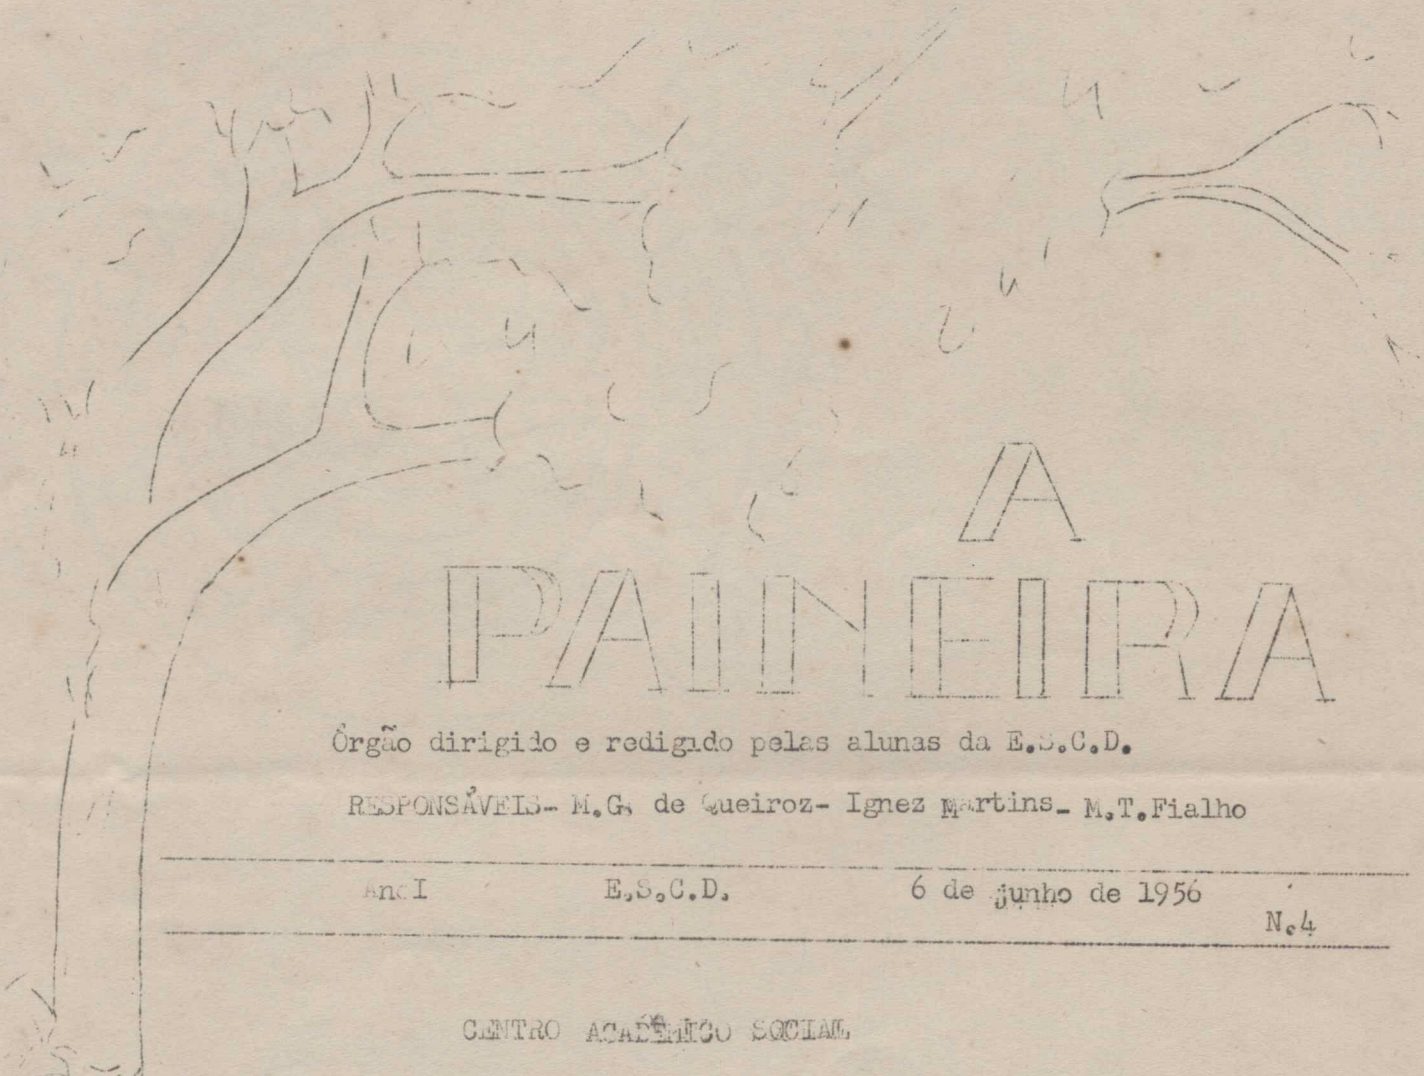 A
PAINEIRA
Órgão dirigido e redigido pelas alunas da E.S.C.D.
RESPONSÁVEIS- M.G. de Queiroz- Ignez Martins- M.T.Fialho
Ano I E.S.C.D. 6 de junho de 1956
N.4
CENTRO ACADÊMICO SOCIAL